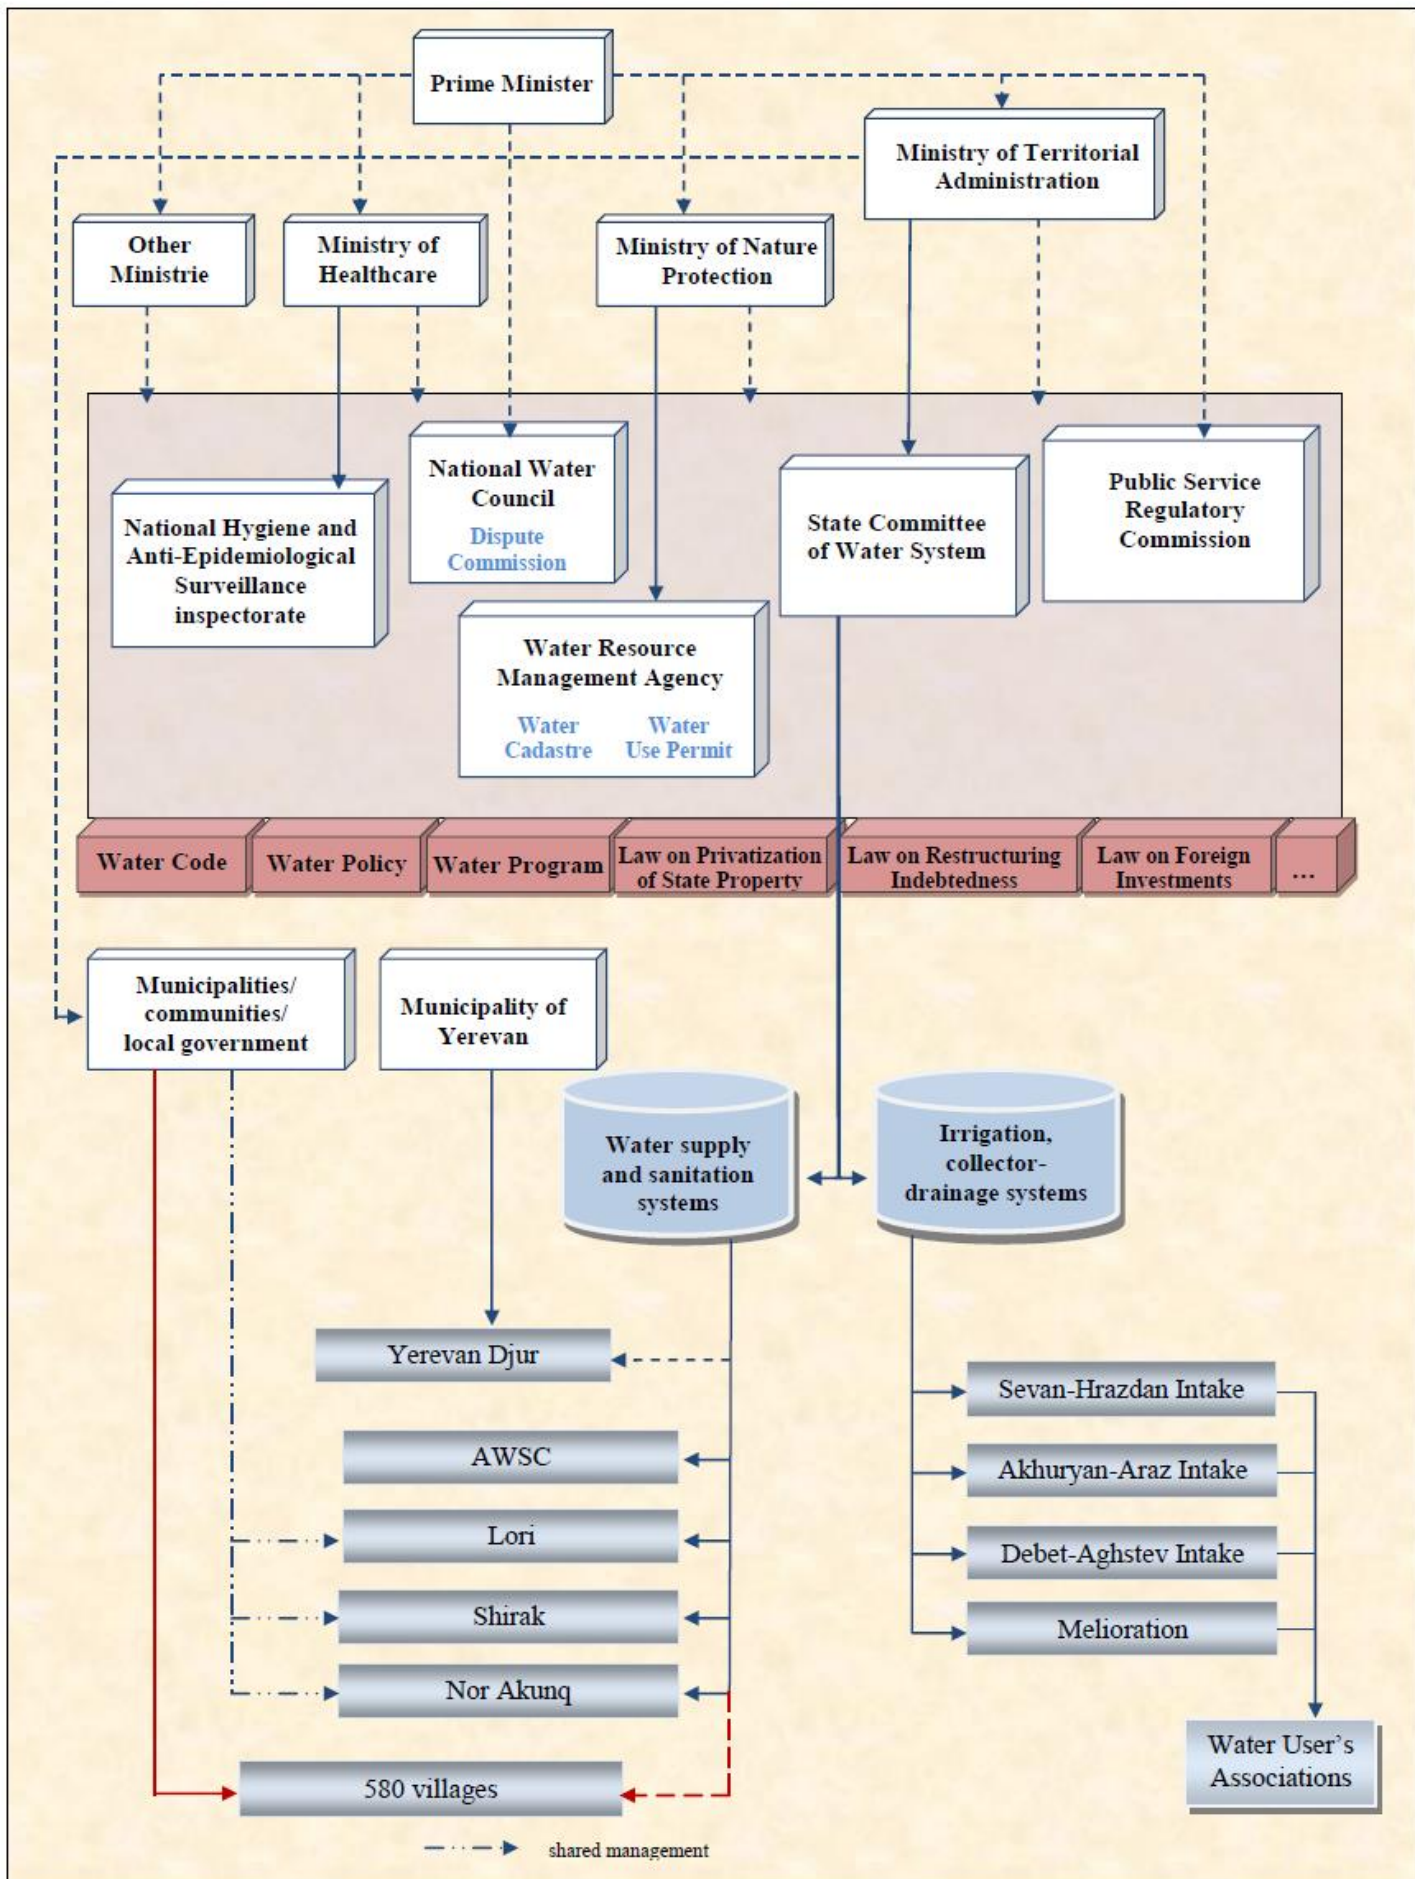 Prime Minister
Ministry of Territorial
Administration
Other
Ministrie
Ministry of
Healthcare
Ministry of Nature
Protection
National Water
Council
Dispute
Commission
Public Service
Regulatory
Commission
National Hygiene and
Anti-Epidemiological
Surveillance
inspectorate
State Committee
of Water System
Water Resource
Management Agency
Water
Cadastre
Water
Use Permit
Water Code
Water Policy
Water Program
Law on Privatization
of State Property
Law on Restructuring
Indebtedness
Law on Foreign
Investments
...
Municipalities/
communities/
local government
Municipality of
Yerevan
Water supply
and sanitation
systems
Irrigation,
collector-
drainage systems
Yerevan Djur
AWSC
Lori
Shirak
Nor Akunq
580 villages
Sevan-Hrazdan Intake
Akhuryan-Araz Intake
Debet-Aghstev Intake
Melioration
Water User's
Associations
shared management